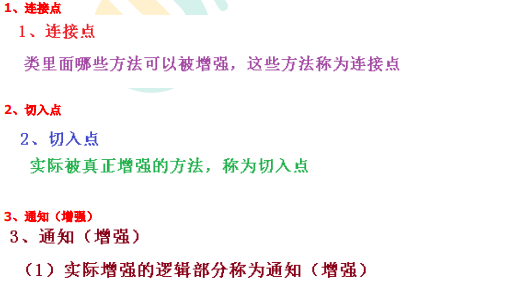 1、连接点
1、连接点
类里面哪些方法可以被增强，这些方法称为连接点
2、切入点
2、切入点
实际被真正增强的方法，称为切入点
3、通知（增强）
3、通知（增强）
（1）实际增强的逻辑部分称为通知（增强）